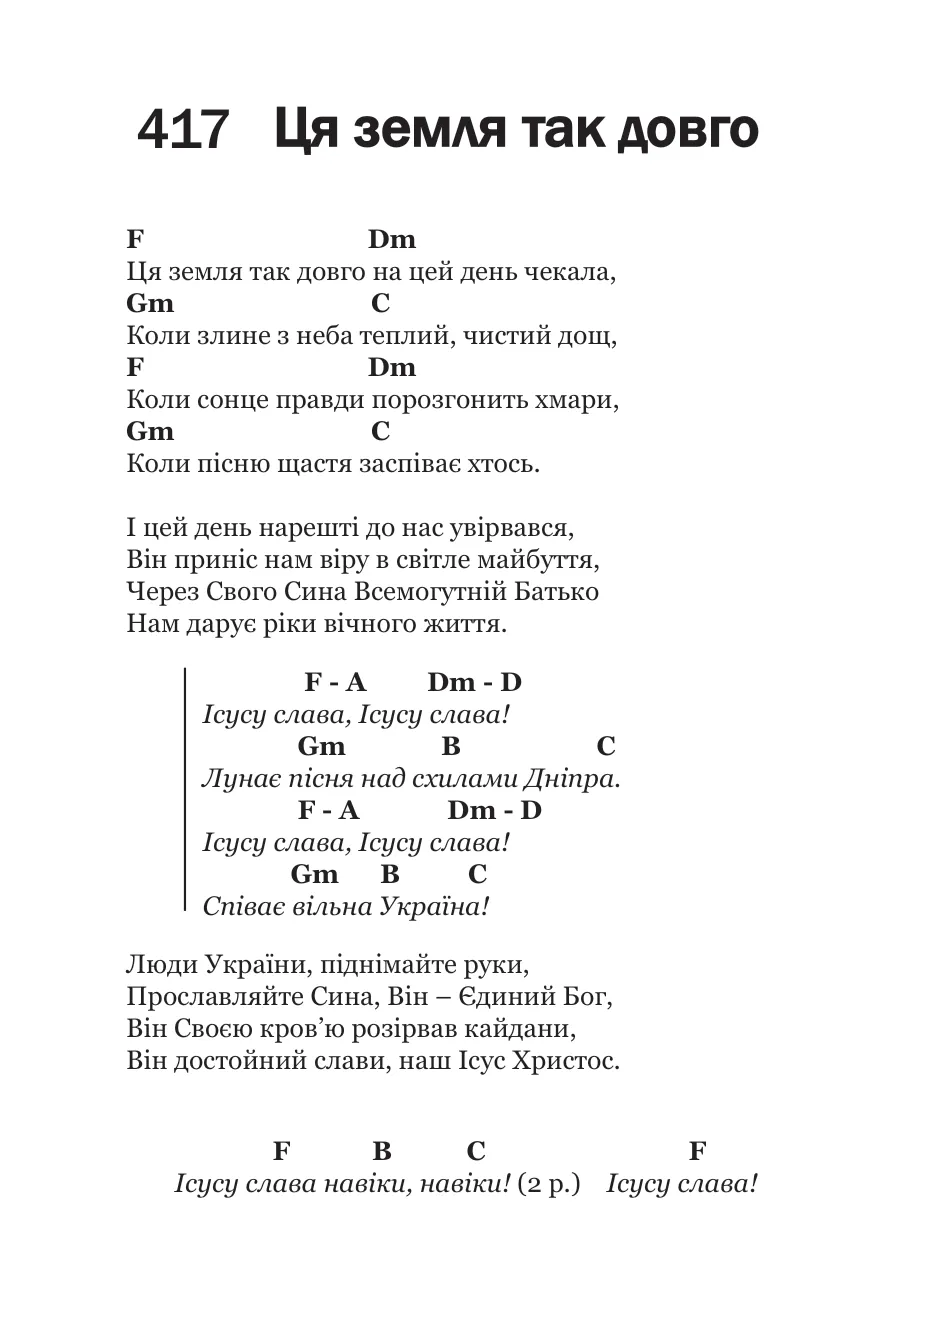 417 Ця земля так довго
F Dm
Ця земля так довго на цей день чекала,
Gm C
Коли злине з неба теплий, чистий дощ,
F Dm
Коли сонце правди порозгонить хмари,
Gm C
Коли пісню щастя заспіває хтось.
І цей день нарешті до нас увірвався,
Він приніс нам віру в світле майбуття,
Через Свого Сина Всемогутній Батько
Нам дарує ріки вічного життя.
F - A Dm - D
Ісусу слава, Ісусу слава!
Gm B C
Лунає пісня над схилами Дніпра.
F - A Dm - D
Ісусу слава, Ісусу слава!
Gm B C
Співає вільна Україна!
Люди України, піднімайте руки,
Прославляйте Сина, Він – Єдиний Бог,
Він Своєю кров’ю розірвав кайдани,
Він достойний слави, наш Ісус Христос.
F B C F
Ісусу слава навіки, навіки! (2 р.) Ісусу слава!